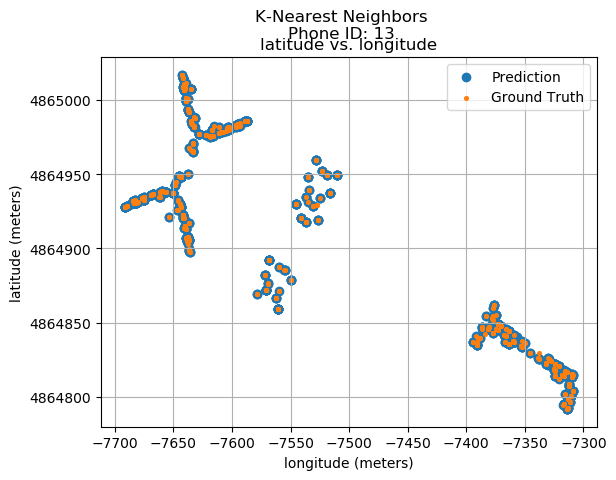 K-Nearest Neighbors
Phone ID: 13
latitude vs. longitude
Prediction
Ground Truth
4865000
4864950
4864900
4864850
4864800
latitude (meters)
−7700 −7650 −7600 −7550 −7500 −7450 −7400 −7350 −7300
longitude (meters)